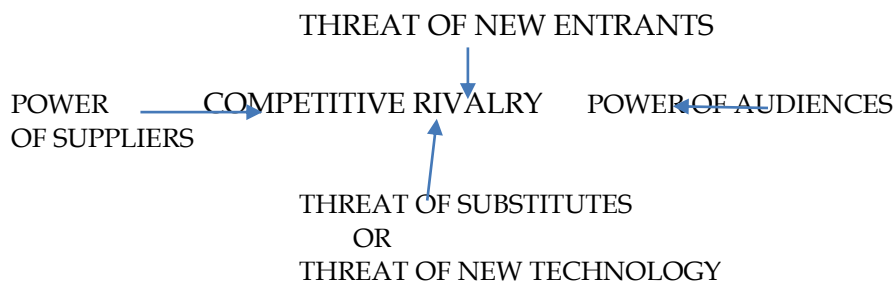 THREAT OF NEW ENTRANTS
POWER COMPETITIVE RIVALRY POWER OF AUDIENCES
OF SUPPLIERS
THREAT OF SUBSTITUTES
OR
THREAT OF NEW TECHNOLOGY